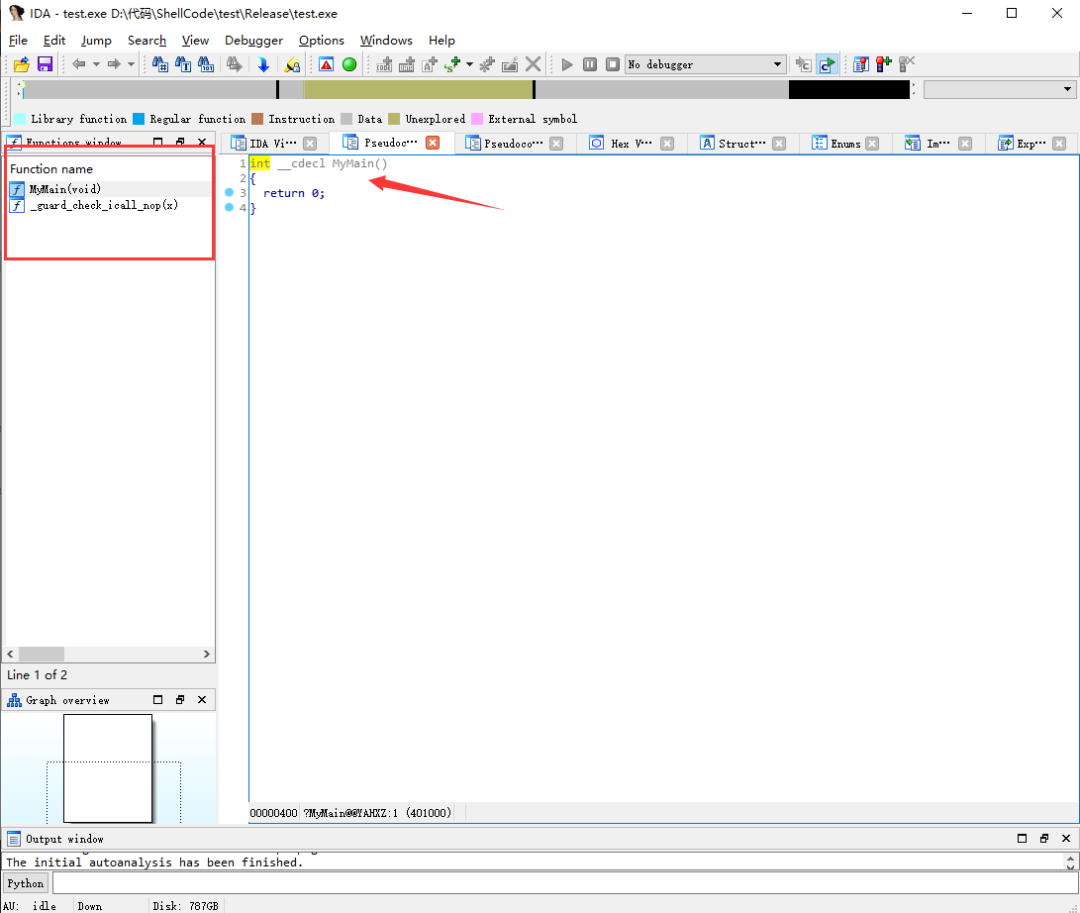 IDA - test.exe D:\代码\ShellCode\test\Release\test.exe
File Edit Jump Search View Debugger Options Windows Help
No debugger
Library function Regular function Instruction Data Unexplored External symbol
Functions window
IDA Vi··· Pseudoc··· Pseudoco··· Hex V··· Struct··· Enums Im··· Exp···
Function name
MyMain(void)
_guard_check_icall_nop(x)
1 int __cdecl MyMain()
2 {
3 return 0;
4 }
Line 1 of 2
Graph overview
00000400 ?MyMain@@YAHXZ:1 (401000)
Output window
The initial autoanalysis has been finished.
Python
AU: idle Down Disk: 787GB